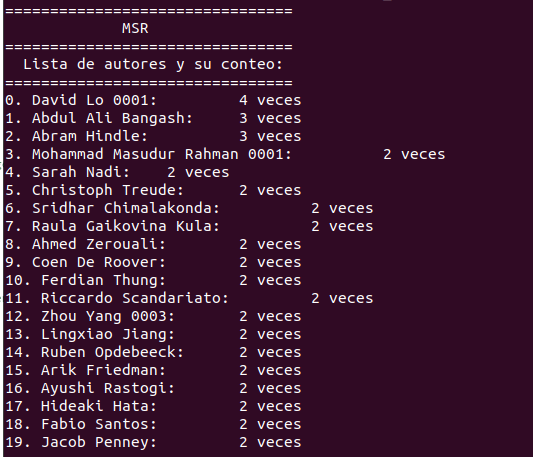 ================================
MSR
================================
Lista de autores y su conteo:
================================
0. David Lo 0001: 4 veces
1. Abdul Ali Bangash: 3 veces
2. Abram Hindle: 3 veces
3. Mohammad Masudur Rahman 0001: 2 veces
4. Sarah Nadi: 2 veces
5. Christoph Treude: 2 veces
6. Sridhar Chimalakonda: 2 veces
7. Raula Gaikovina Kula: 2 veces
8. Ahmed Zerouali: 2 veces
9. Coen De Roover: 2 veces
10. Ferdian Thung: 2 veces
11. Riccardo Scandariato: 2 veces
12. Zhou Yang 0003: 2 veces
13. Lingxiao Jiang: 2 veces
14. Ruben Opdebeeck: 2 veces
15. Arik Friedman: 2 veces
16. Ayushi Rastogi: 2 veces
17. Hideaki Hata: 2 veces
18. Fabio Santos: 2 veces
19. Jacob Penney: 2 veces